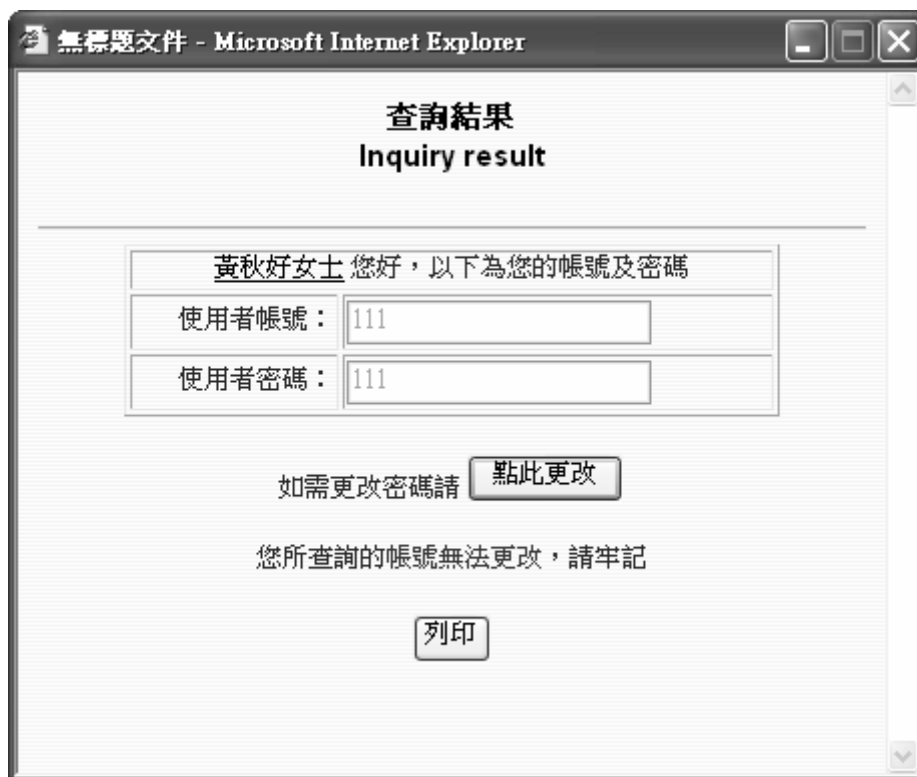 無標題文件 - Microsoft Internet Explorer
查詢結果
Inquiry result
黃秋好女士 您好，以下為您的帳號及密碼
使用者帳號：111
使用者密碼：111
如需更改密碼請 點此更改
您所查詢的帳號無法更改，請牢記
列印